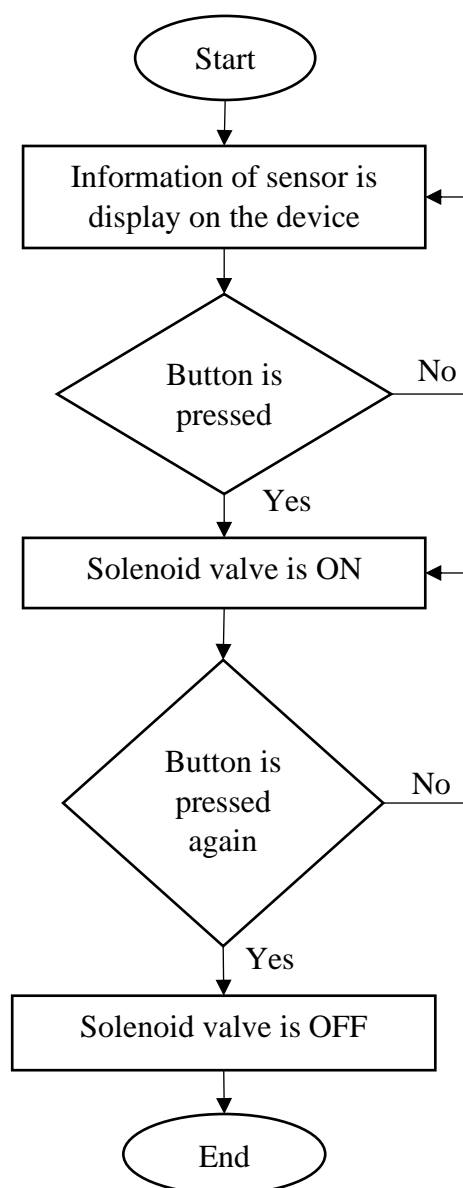 Start
Information of sensor is
display on the device
Button is
pressed
No
Yes
Solenoid valve is ON
Button is
pressed
again
No
Yes
Solenoid valve is OFF
End